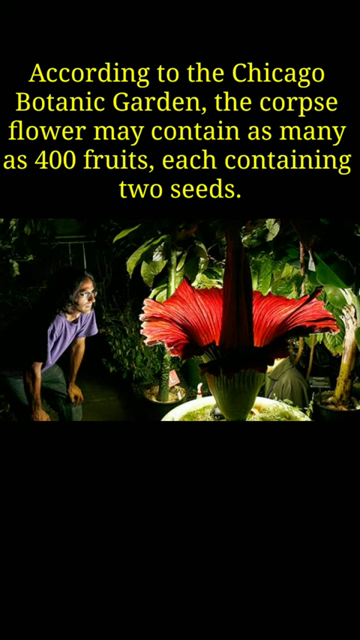 According to the Chicago
Botanic Garden, the corpse
flower may contain as many
as 400 fruits, each containing
two seeds.